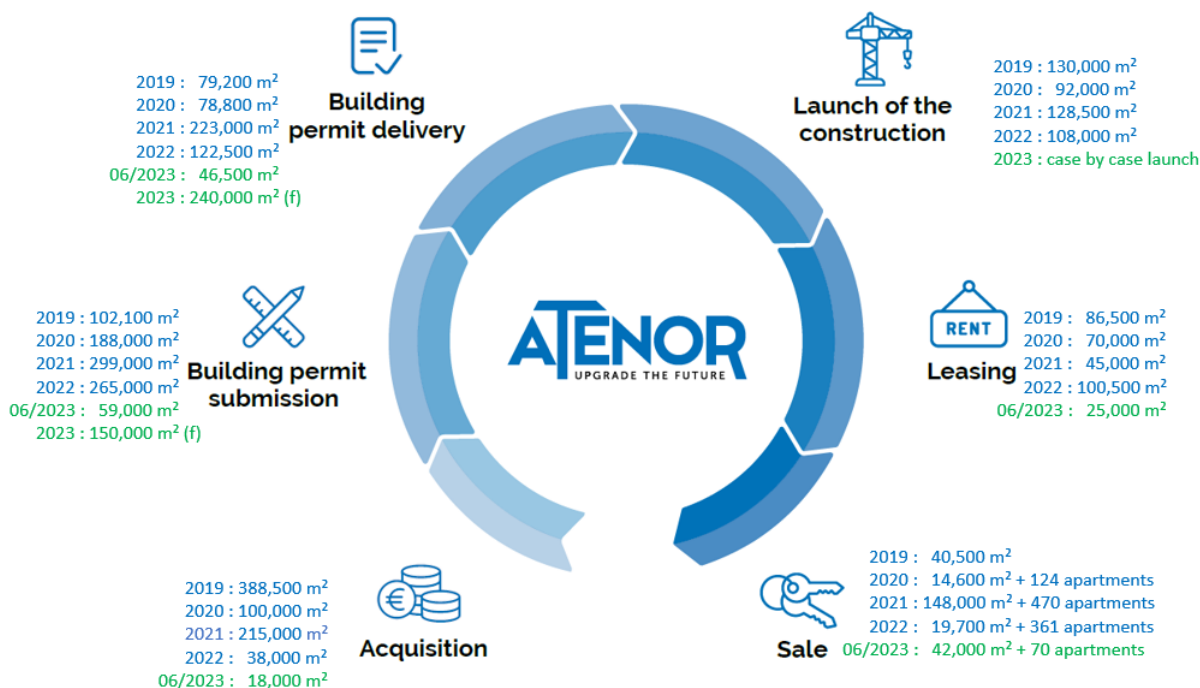 2019 : 79,200 m²
2020 : 78,800 m²
2021 : 223,000 m²
2022 : 122,500 m²
06/2023 : 46,500 m²
2023 : 240,000 m² (f)
Building
permit delivery
Launch of the
construction
2019 : 130,000 m²
2020 : 92,000 m²
2021 : 128,500 m²
2022 : 108,000 m²
2023 : case by case launch
2019 : 102,100 m²
2020 : 188,000 m²
2021 : 299,000 m²
2022 : 265,000 m²
06/2023 : 59,000 m²
2023 : 150,000 m² (f)
Building permit
submission
ATENOR
UPGRADE THE FUTURE
RENT
Leasing
2019 : 86,500 m²
2020 : 70,000 m²
2021 : 45,000 m²
2022 : 100,500 m²
06/2023 : 25,000 m²
2019 : 388,500 m²
2020 : 100,000 m²
2021 : 215,000 m²
2022 : 38,000 m²
06/2023 : 18,000 m²
€
Acquisition
Sale
2019 : 40,500 m²
2020 : 14,600 m² + 124 apartments
2021 : 148,000 m² + 470 apartments
2022 : 19,700 m² + 361 apartments
06/2023 : 42,000 m² + 70 apartments